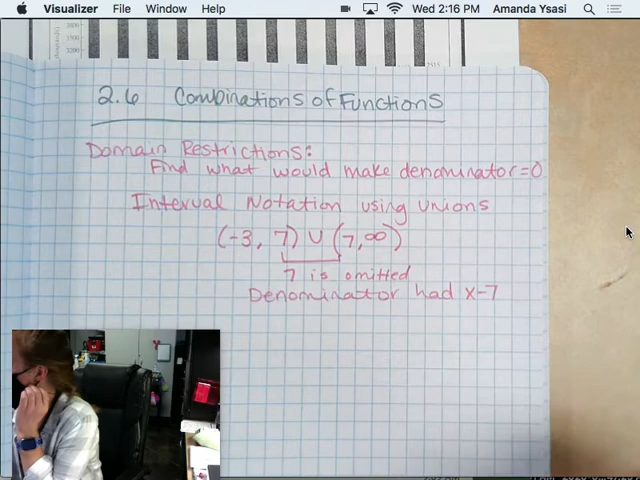 Visualizer File Window Help Wed 2:16 PM Amanda Ysasi
2.6 Combinations of Functions
Domain Restrictions:
Find what would make denominator=0
Interval Notation using Unions
(-3, 7) ∪ (7, ∞)
7 is omitted
Denominator had x-7